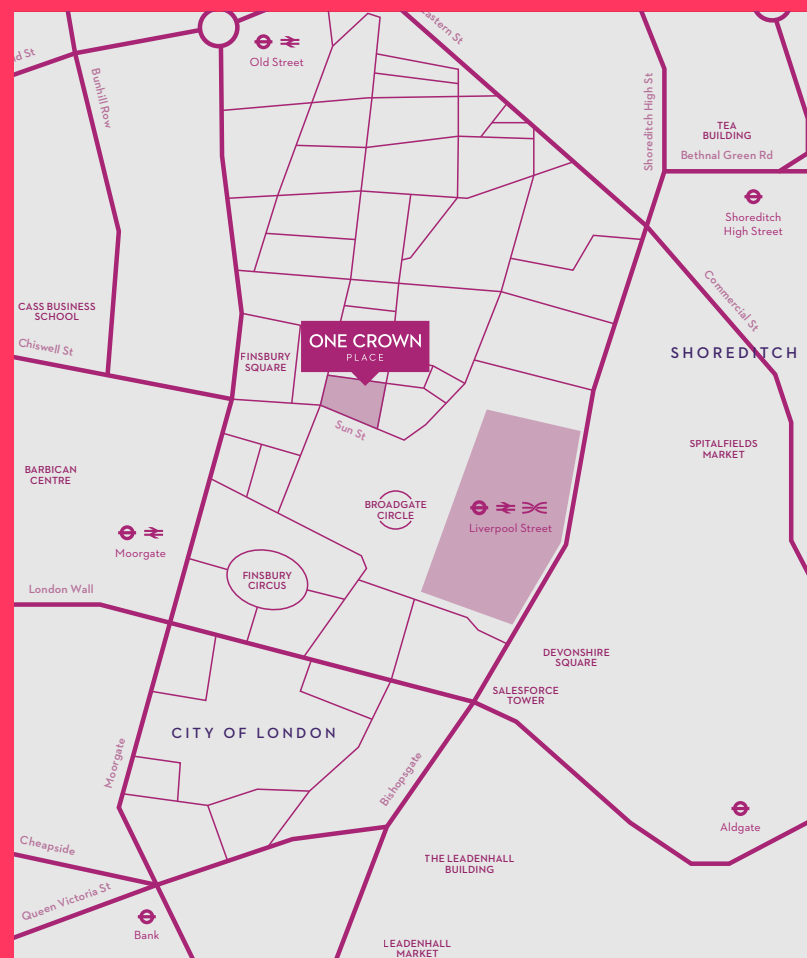 Eastern St
Old Street
ld St
Bunhill Row
Shoreditch High St
TEA
BUILDING
Bethnal Green Rd
Shoreditch
High Street
Commercial St
CASS BUSINESS
SCHOOL
Chiswell St
ONE CROWN
PLACE
FINSBURY
SQUARE
SHOREDITCH
Sun St
SPITALFIELDS
MARKET
BARBICAN
CENTRE
BROADGATE
CIRCLE
Liverpool Street
Moorgate
London Wall
FINSBURY
CIRCUS
DEVONSHIRE
SQUARE
SALESFORCE
TOWER
CITY OF LONDON
Moorgate
Bishopsgate
Aldgate
Cheapside
THE LEADENHALL
BUILDING
Queen Victoria St
Bank
LEADENHALL
MARKET